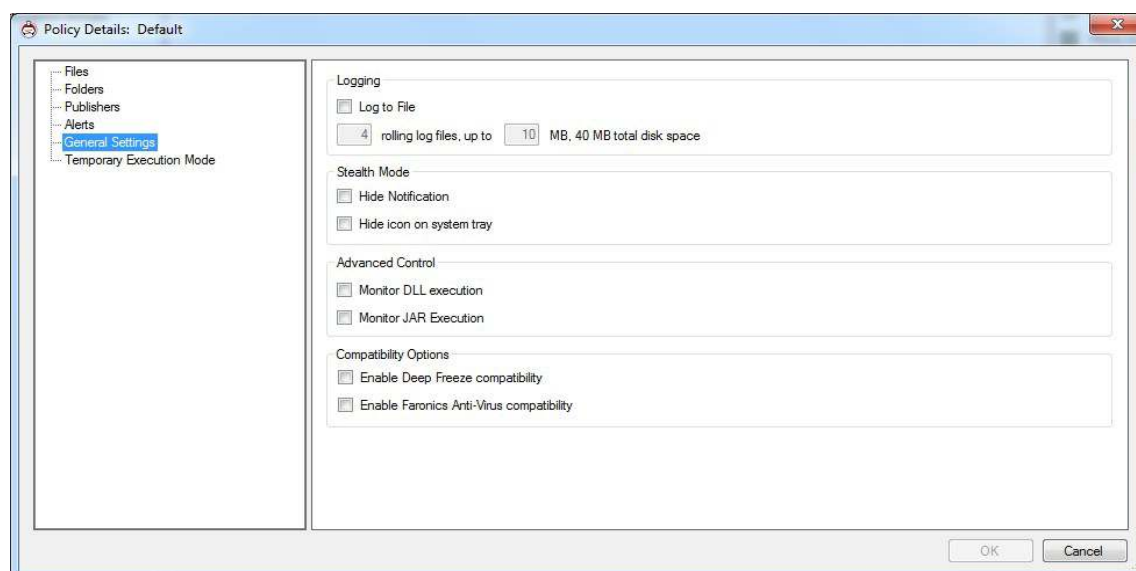 Policy Details: Default
Files
Folders
Publishers
Alerts
General Settings
Temporary Execution Mode
Logging
Log to File
4 rolling log files, up to 10 MB, 40 MB total disk space
Stealth Mode
Hide Notification
Hide icon on system tray
Advanced Control
Monitor DLL execution
Monitor JAR Execution
Compatibility Options
Enable Deep Freeze compatibility
Enable Faronics Anti-Virus compatibility
OK Cancel